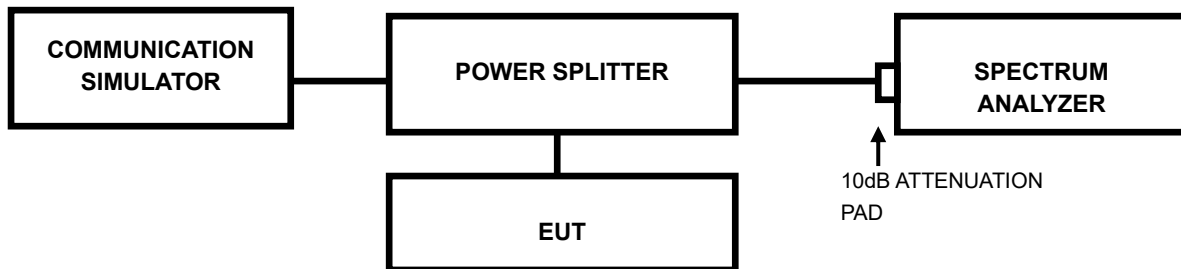 COMMUNICATION
SIMULATOR
POWER SPLITTER
SPECTRUM
ANALYZER
10dB ATTENUATION
PAD
EUT